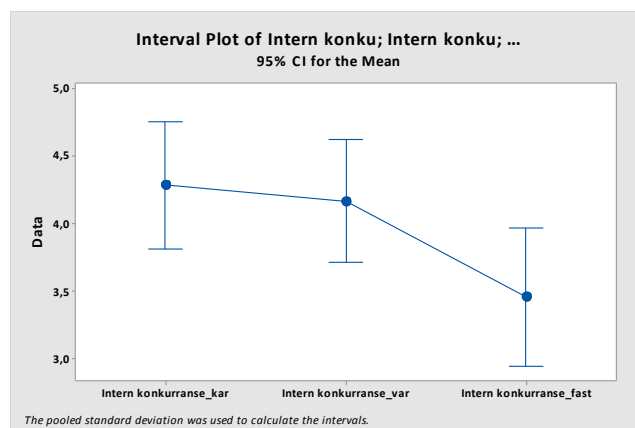 Interval Plot of Intern konku; Intern konku; ...
95% CI for the Mean
5,0
4,5
4,0
3,5
3,0
Data
Intern konkurranse_kar
Intern konkurranse_var
Intern konkurranse_fast
The pooled standard deviation was used to calculate the intervals.